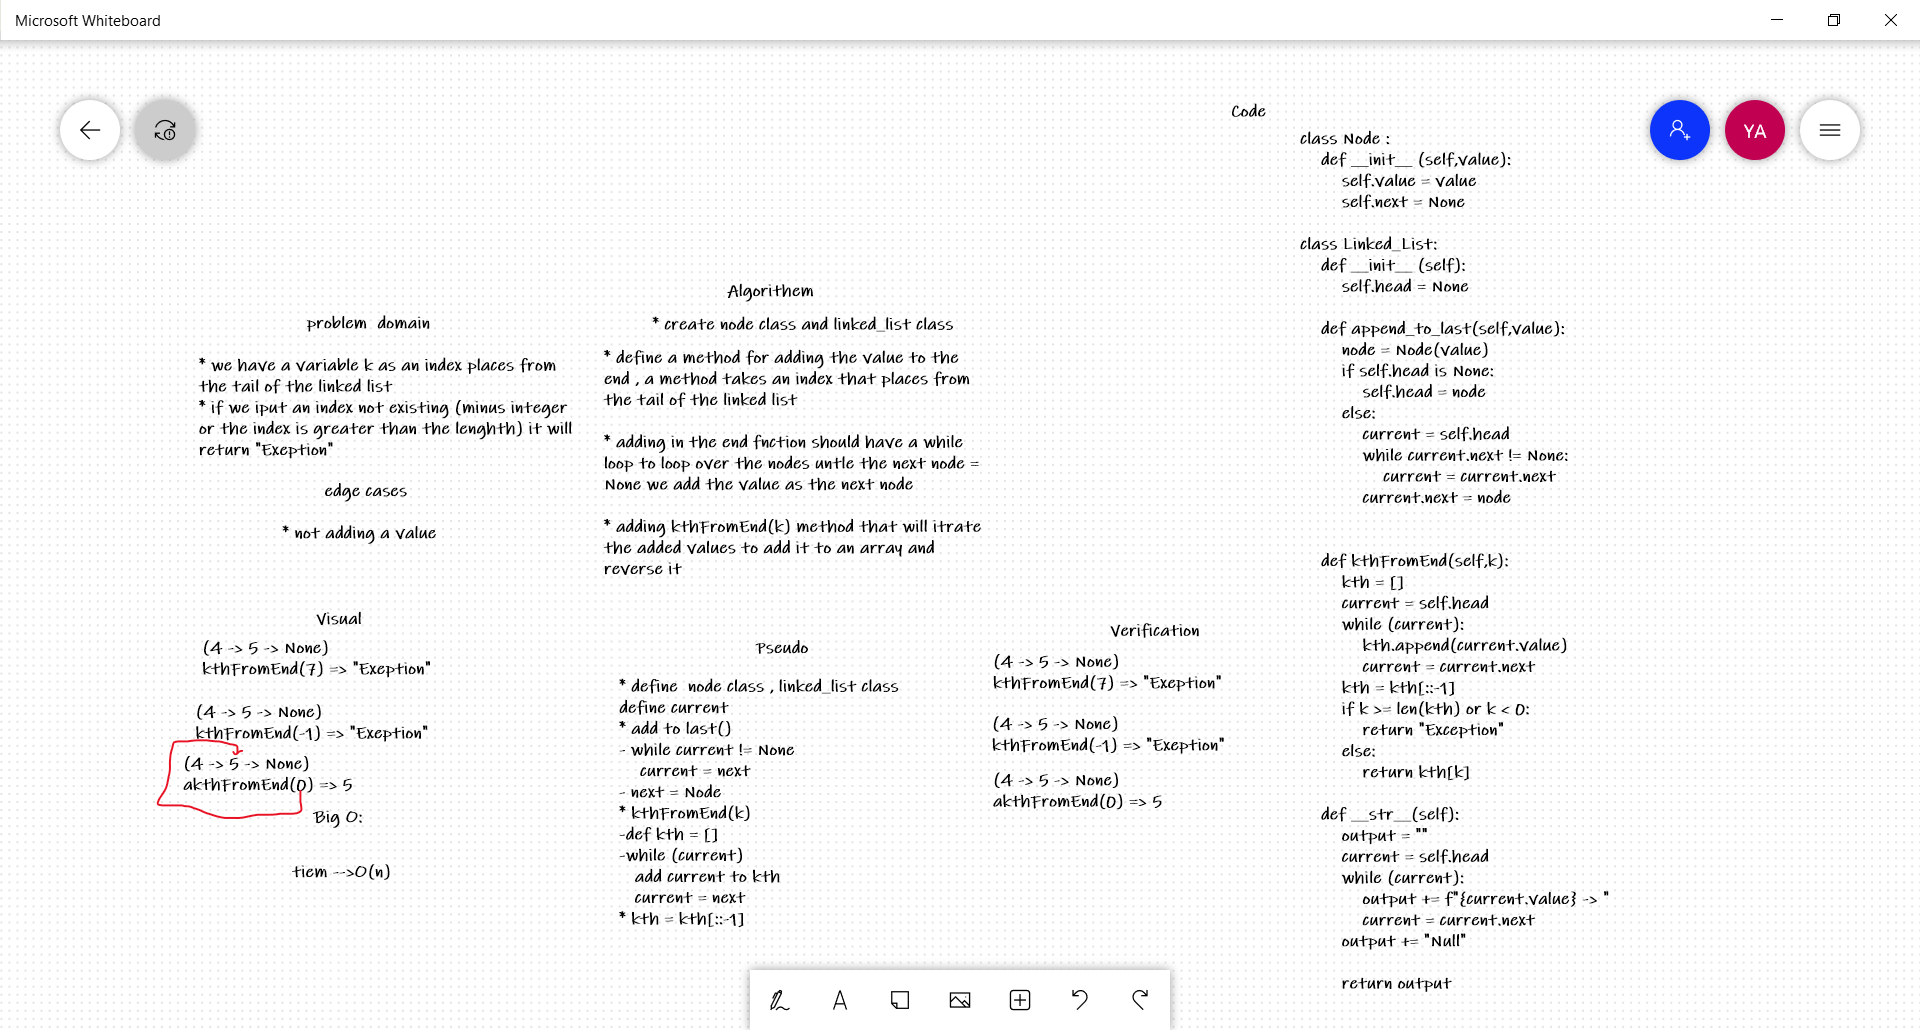 Microsoft Whiteboard
YA
problem domain
* we have a variable k as an index places from
the tail of the linked list
* if we iput an index not existing (minus integer
or the index is greater than the lenghth) it will
return "Exeption"
edge cases
* not adding a value
Visual
(4 -> 5 -> None)
kthFromEnd(7) => "Exeption"
(4 -> 5 -> None)
kthFromEnd(-1) => "Exeption"
(4 -> 5 -> None)
akthFromEnd(0) => 5
Big O:
tiem -->O(n)
Algorithem
* create node class and linked_list class
* define a method for adding the value to the
end , a method takes an index that places from
the tail of the linked list
* adding in the end fnction should have a while
loop to loop over the nodes untle the next node =
None we add the value as the next node
* adding kthFromEnd(k) method that will itrate
the added values to add it to an array and
reverse it
Pseudo
* define  node class , linked_list class
define current
* add to last()
- while current != None
current = next
- next = Node
* kthFromEnd(k)
-def kth = []
-while (current)
add current to kth
current = next
* kth = kth[::-1]
Verification
(4 -> 5 -> None)
kthFromEnd(7) => "Exeption"
(4 -> 5 -> None)
kthFromEnd(-1) => "Exeption"
(4 -> 5 -> None)
akthFromEnd(0) => 5
Code
class Node :
def __init__ (self,value):
self.value = value
self.next = None
class Linked_List:
def __init__ (self):
self.head = None
def append_to_last(self,value):
node = Node(value)
if self.head is None:
self.head = node
else:
current = self.head
while current.next != None:
current = current.next
current.next = node
def kthFromEnd(self,k):
kth = []
current = self.head
while (current):
kth.append(current.value)
current = current.next
kth = kth[::-1]
if k >= len(kth) or k < 0:
return "Exception"
else:
return kth[k]
def __str__(self):
output = ""
current = self.head
while (current):
output += f"{current.value} -> "
current = current.next
output += "Null"
return output